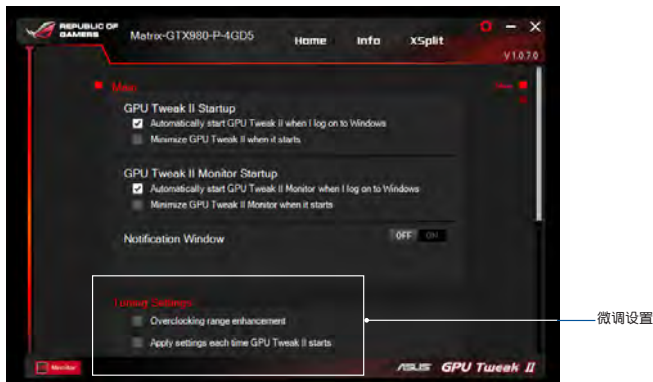 REPUBLIC OF
GAMERS
Matrix-GTX980-P-4GD5
Home
Info
XSplit
V1.0.7.0
Main
GPU Tweak II Startup
Automatically start GPU Tweak II when I log on to Windows
Minimize GPU Tweak II when it starts
GPU Tweak II Monitor Startup
Automatically start GPU Tweak II Monitor when I log on to Windows
Minimize GPU Tweak II Monitor when it starts
Notification Window
OFF ON
Tuning Settings
Overclocking range enhancement
微调设置
Apply settings each time GPU Tweak II starts
Monitor
ASUS GPU Tweak II